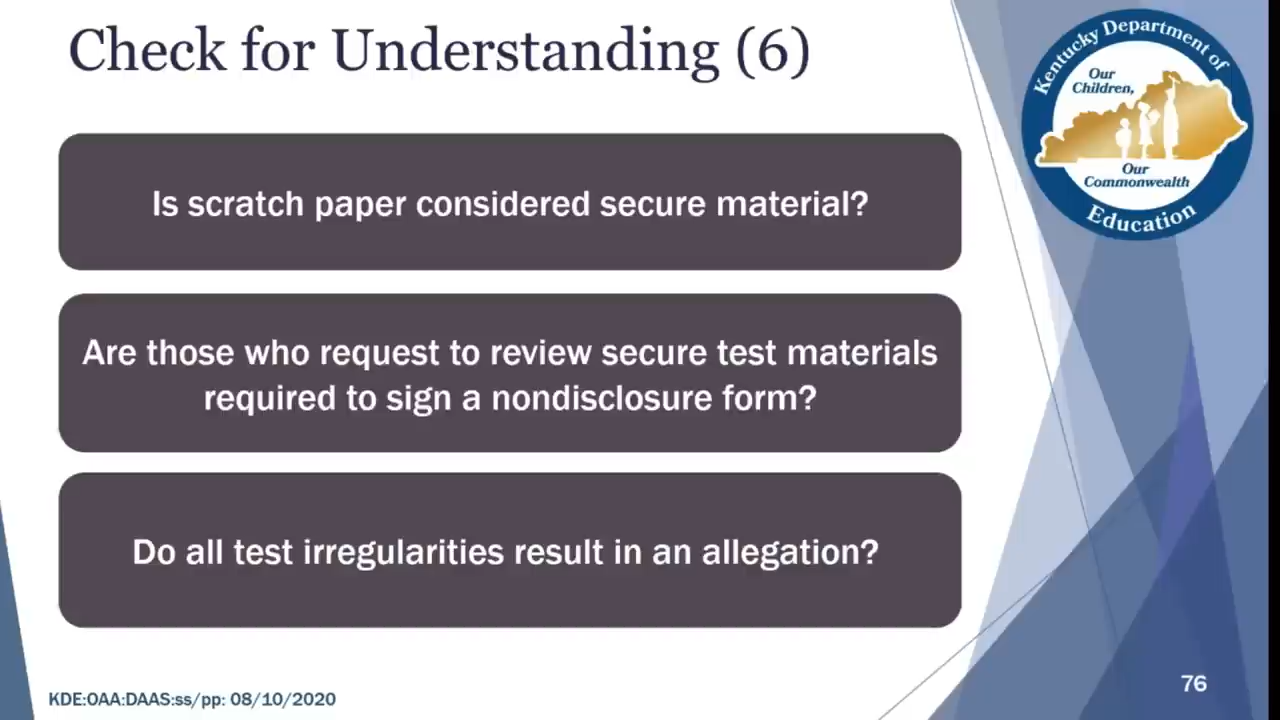 Check for Understanding (6)
Kentucky Department of
Our
Children,
Our
Commonwealth
Education
Is scratch paper considered secure material?
Are those who request to review secure test materials
required to sign a nondisclosure form?
Do all test irregularities result in an allegation?
KDE:OAA:DAAS:ss/pp: 08/10/2020
76